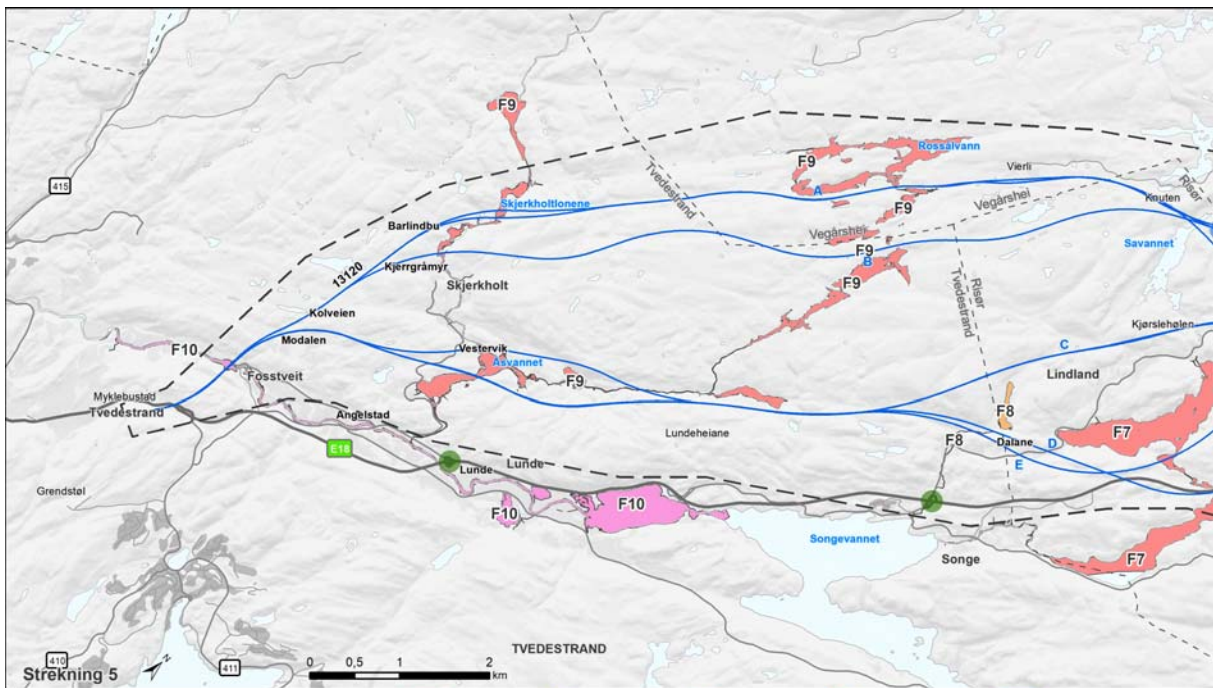 F9
Rossålvann
F9
Vierli
415
Tvedestrand
Risør
Skjerkholtlonene
A
Knuten
Barlindbu
F9
Vegårshei
Vegårshei
Savannet
F9
B
Kjerrgråmyr
13120
Skjerkholt
F9
Risør
Tvedestrand
Kolveien
Kjørslehølen
Modalen
C
Vestervik
F10
Åsvannet
F9
Lindland
Fosstveit
Myklebustad
Tvedestrand
Angelstad
F8
F7
Lundeheiane
F8
Dalane
D
E18
E
Lunde
Lunde
Grendstøl
F10
F10
Songevannet
Songe
F7
410
N
411
TVEDESTRAND
Strekning 5
0 0,5 1 2
km